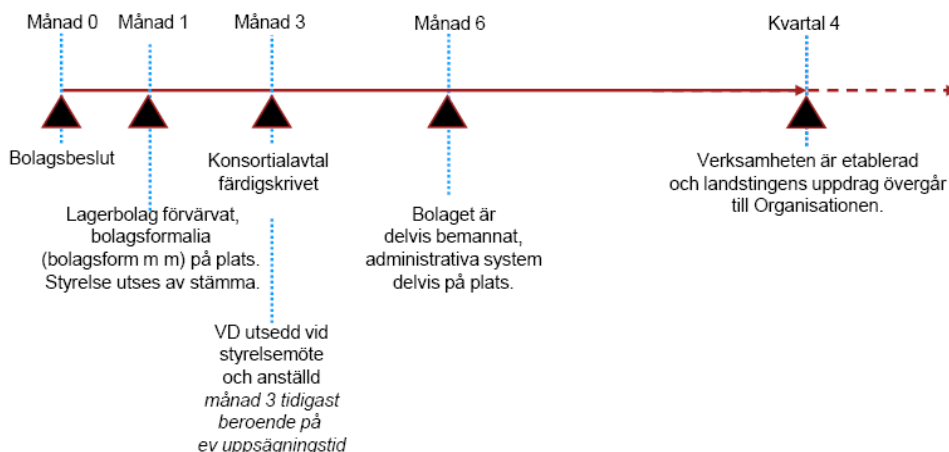 Månad 0
Månad 1
Månad 3
Månad 6
Kvartal 4
Bolagsbeslut
Lagerbolag förvärvat,
bolagsformalia
(bolagsform m m) på plats.
Styrelse utses av stämma.
Konsortialavtal
färdigskrivet
VD utsedd vid
styrelsemöte
och anställd
månad 3 tidigast
beroende på
ev uppsägningstid
Bolaget är
delvis bemannat,
administrativa system
delvis på plats.
Verksamheten är etablerad
och landstingens uppdrag övergår
till Organisationen.